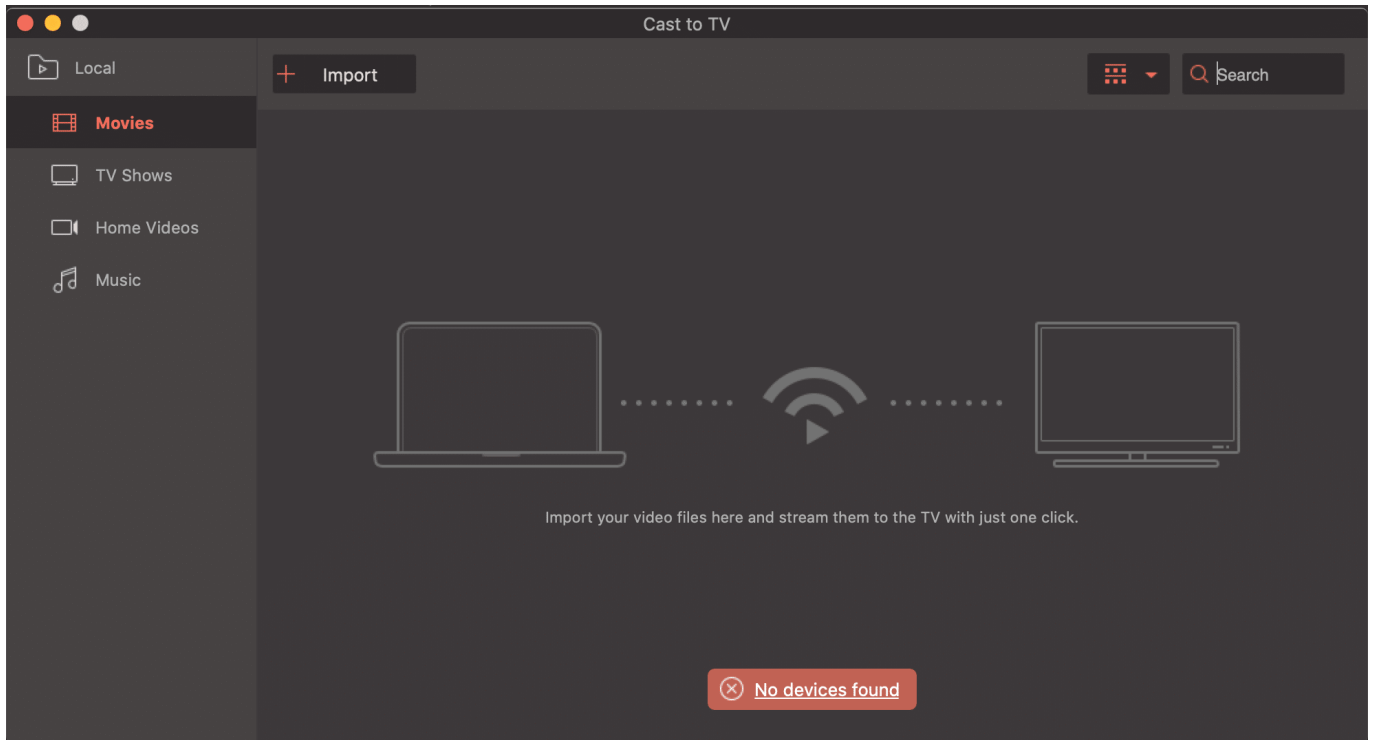 Cast to TV
Local
Import
Search
Movies
TV Shows
Home Videos
Music
Import your video files here and stream them to the TV with just one click.
No devices found